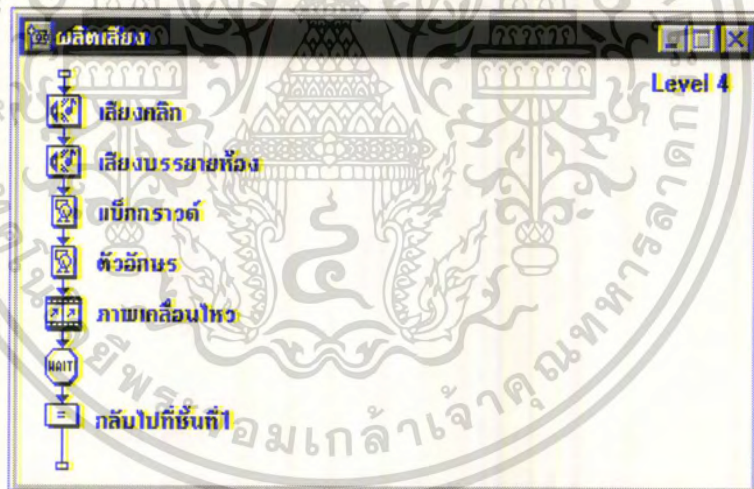 ผลิตเสียง
Level 4
เสียงคลิก
เสียงบรรยายห้อง
แบ็กกราวด์
ตัวอักษร
ภาพเคลื่อนไหว
WAIT
=
กลับไปที่ชั้นที่1